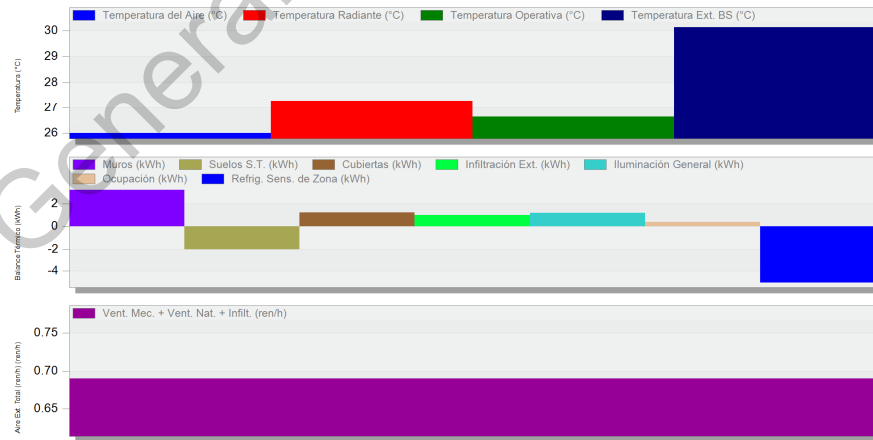 Temperatura del Aire (°C) Temperatura Radiante (°C) Temperatura Operativa (°C) Temperatura Ext. BS (°C)
30
29
28
27
26
Temperatura (°C)
Muros (kWh) Suelos S.T. (kWh) Cubiertas (kWh) Infiltración Ext. (kWh) Iluminación General (kWh)
Ocupación (kWh) Refrig. Sens. de Zona (kWh)
2
0
-2
-4
Balance Térmico (kWh)
Vent. Mec. + Vent. Nat. + Infilt. (ren/h)
0.75
0.70
0.65
Aire Ext. Total (ren/h) (ren/h)
Genera